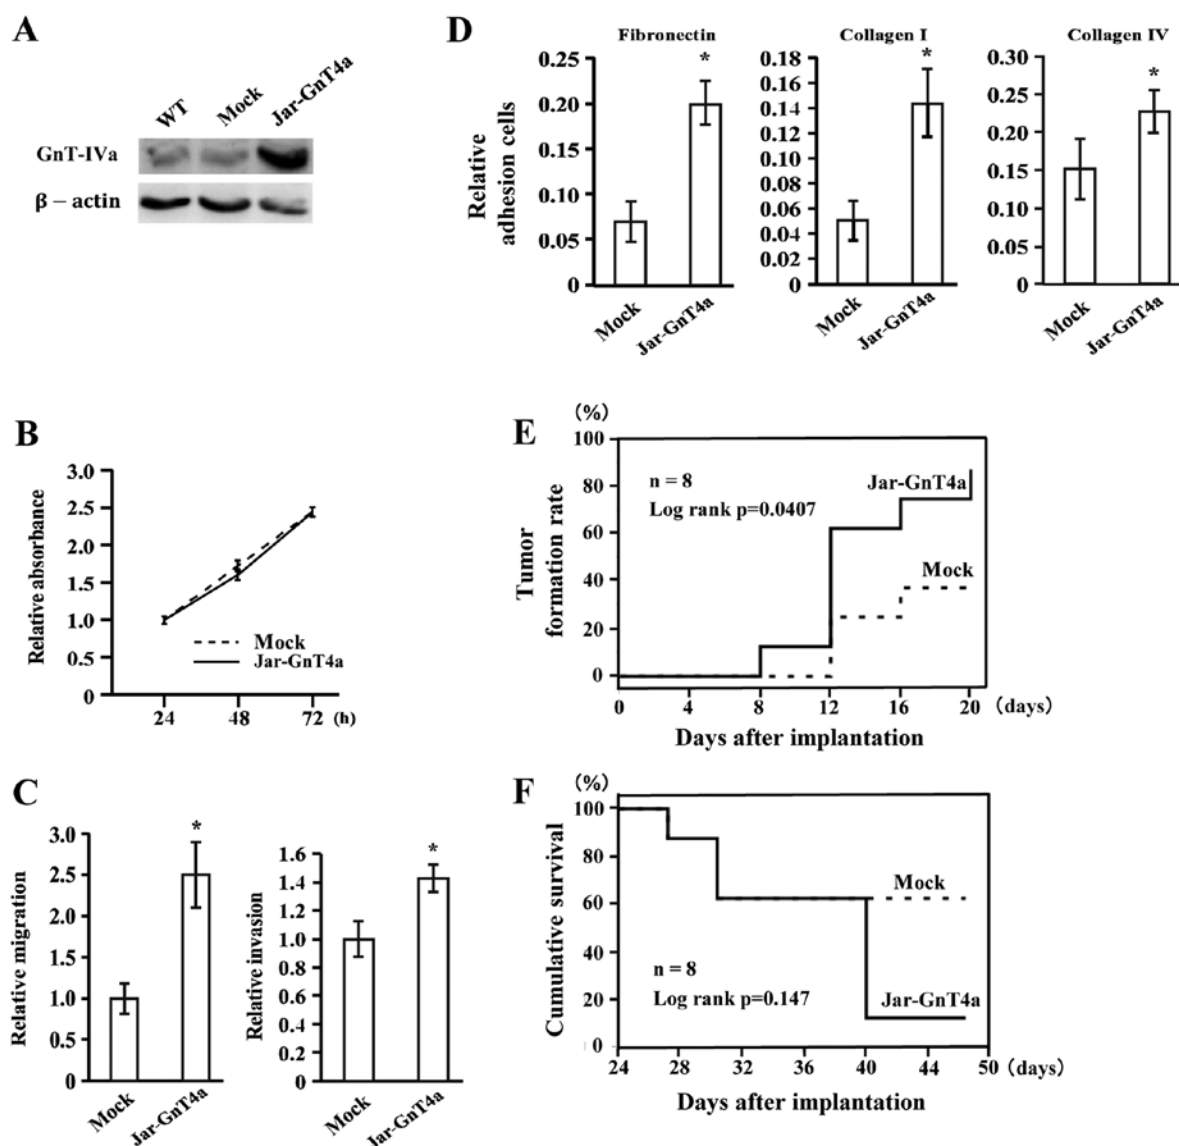 A
WT Mock Jar-GnT4a
GnT-IVa
β – actin
B
Relative absorbance
3.0
2.5
2.0
1.5
1.0
0.5
0
24 48 72 (h)
Mock
Jar-GnT4a
C
Relative migration
3.0
2.5
2.0
1.5
1.0
0.5
0
*
Mock Jar-GnT4a
Relative invasion
1.6
1.4
1.2
1.0
0.8
0.6
0.4
0.2
0
*
Mock Jar-GnT4a
D
Relative
adhesion cells
Fibronectin
0.25
0.20
0.15
0.10
0.05
0
*
Mock Jar-GnT4a
Collagen I
0.18
0.16
0.14
0.12
0.10
0.08
0.06
0.04
0.02
0
*
Mock Jar-GnT4a
Collagen IV
0.30
0.25
0.20
0.15
0.10
0.05
0
*
Mock Jar-GnT4a
E
(%)
Tumor
formation rate
100
80
60
40
20
0
n = 8
Log rank p=0.0407
Jar-GnT4a
Mock
0 4 8 12 16 20 (days)
Days after implantation
F
(%)
Cumulative survival
100
80
60
40
20
0
Mock
n = 8
Log rank p=0.147
Jar-GnT4a
24 28 32 36 40 44 50 (days)
Days after implantation